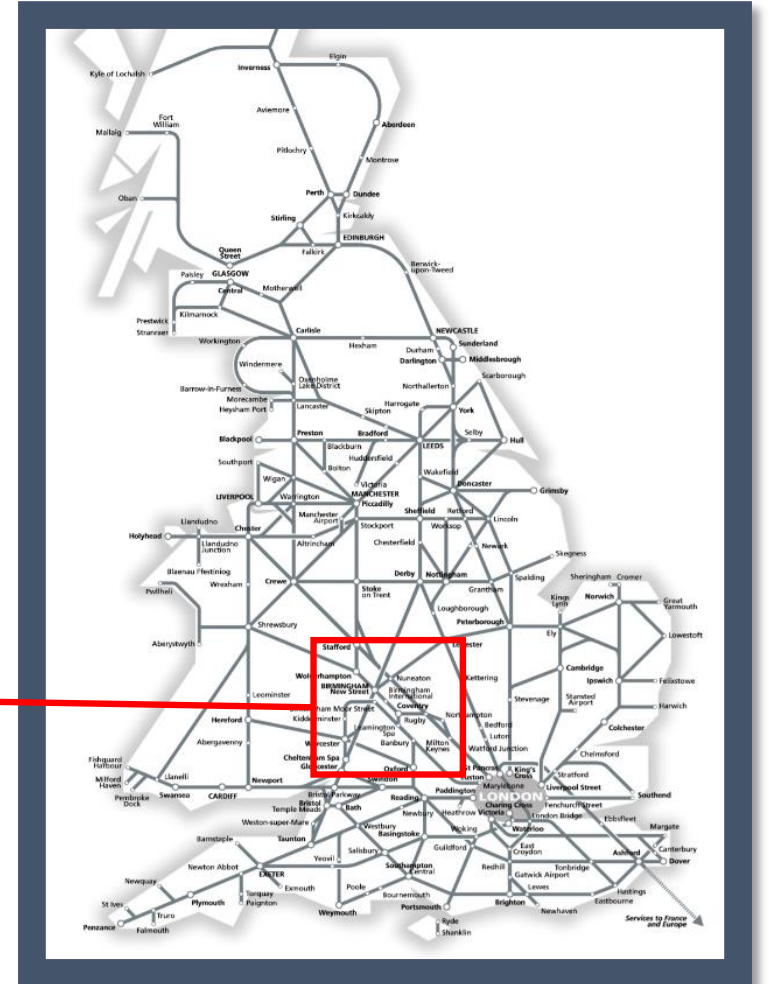 Elgin
Inverness
Kyle of Lochalsh
Aviemore
Fort
William
Mallaig
Aberdeen
Pitlochry
Montrose
Perth
Dundee
Oban
Stirling
Kirkcaldy
EDINBURGH
Queen
Street
Falkirk
Berwick-
upon-Tweed
Paisley
GLASGOW
Central
Motherwell
Prestwick
Kilmarnock
Stranraer
Carlisle
NEWCASTLE
Workington
Hexham
Sunderland
Durham
Darlington
Middlesbrough
Windermere
Scarborough
Oxenholme
Lake District
Barrow-in-Furness
Northallerton
Morecambe
Heysham Port
Lancaster
Harrogate
York
Skipton
Blackpool
Preston
Bradford
Selby
Hull
Blackburn
LEEDS
Huddersfield
Southport
Bolton
Wakefield
Wigan
Victoria
Doncaster
Grimsby
LIVERPOOL
Warrington
MANCHESTER
Piccadilly
Manchester
Airport
Sheffield
Retford
Llandudno
Stockport
Worksop
Lincoln
Holyhead
Chester
Llandudno
Junction
Altrincham
Chesterfield
Newark
Skegness
Blaenau Ffestiniog
Derby
Nottingham
Pwllheli
Wrexham
Crewe
Stoke
on Trent
Grantham
Spalding
Sheringham
Cromer
Kings
Lynn
Norwich
Great
Yarmouth
Loughborough
Shrewsbury
Peterborough
Aberystwyth
Ely
Lowestoft
Stafford
Leicester
Wolverhampton
Nuneaton
Kettering
Cambridge
BIRMINGHAM
New Street
Birmingham
International
Ipswich
Felixstowe
Leominster
Birmingham Moor Street
Coventry
Stevenage
Stansted
Airport
Harwich
Hereford
Kidderminster
Rugby
Northampton
Leamington
Spa
Bedford
Colchester
Abergavenny
Worcester
Banbury
Milton
Keynes
Luton
Watford Junction
Chelmsford
Fishguard
Harbour
Cheltenham Spa
Gloucester
Oxford
St Pancras
King's
Cross
Stratford
Milford
Haven
Llanelli
Newport
Swindon
Euston
Marylebone
Liverpool Street
Pembroke
Dock
Swansea
CARDIFF
Bristol Parkway
Reading
Paddington
LONDON
Southend
Bristol
Temple Meads
Bath
Charing Cross
Fenchurch Street
Newbury
Heathrow
Victoria
London Bridge
Ebbsfleet
Weston-super-Mare
Westbury
Basingstoke
Woking
Waterloo
Margate
Barnstaple
Taunton
Salisbury
Guildford
East
Croydon
Canterbury
Newton Abbot
Yeovil
Southampton
Central
Redhill
Tonbridge
Ashford
Dover
EXETER
Gatwick Airport
Newquay
Exmouth
Poole
Lewes
Hastings
Torquay
Paignton
Bournemouth
St Ives
Plymouth
Weymouth
Portsmouth
Brighton
Newhaven
Eastbourne
Truro
Penzance
Falmouth
Ryde
Shanklin
Services to France
and Europe